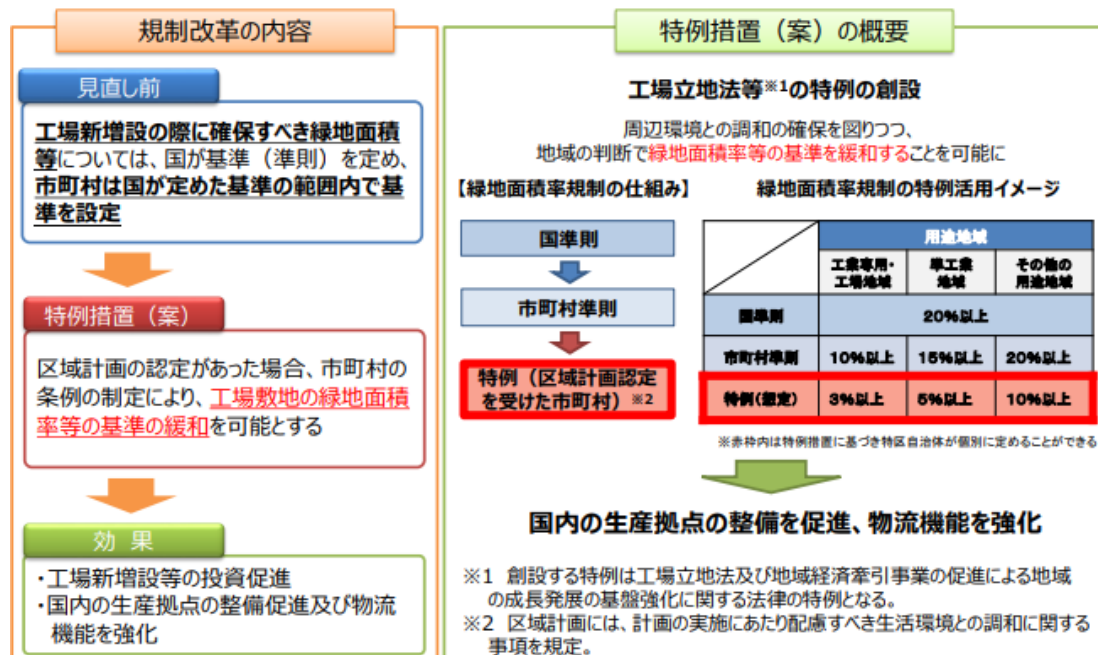 規制改革の内容
見直し前
工場新増設の際に確保すべき緑地面積
等については、国が基準（準則）を定め、
市町村は国が定めた基準の範囲内で基
準を設定
特例措置（案）
区域計画の認定があった場合、市町村の
条例の制定により、工場敷地の緑地面積
率等の基準の緩和を可能とする
効 果
・工場新増設等の投資促進
・国内の生産拠点の整備促進及び物流
機能を強化
特例措置（案）の概要
工場立地法等※1の特例の創設
周辺環境との調和の確保を図りつつ、
地域の判断で緑地面積率等の基準を緩和することを可能に
【緑地面積率規制の仕組み】
国準則
市町村準則
特例（区域計画認定
を受けた市町村）※2
緑地面積率規制の特例活用イメージ
用途地域
工業専用・
工場地域
準工業
地域
その他の
用途地域
国準則 20%以上
市町村準則 10%以上 15%以上 20%以上
特例(想定) 3%以上 5%以上 10%以上
※赤枠内は特例措置に基づき特区自治体が個別に定めることができる
国内の生産拠点の整備を促進、物流機能を強化
※1 創設する特例は工場立地法及び地域経済牽引事業の促進による地域
の成長発展の基盤強化に関する法律の特例となる。
※2 区域計画には、計画の実施にあたり配慮すべき生活環境との調和に関する
事項を規定。